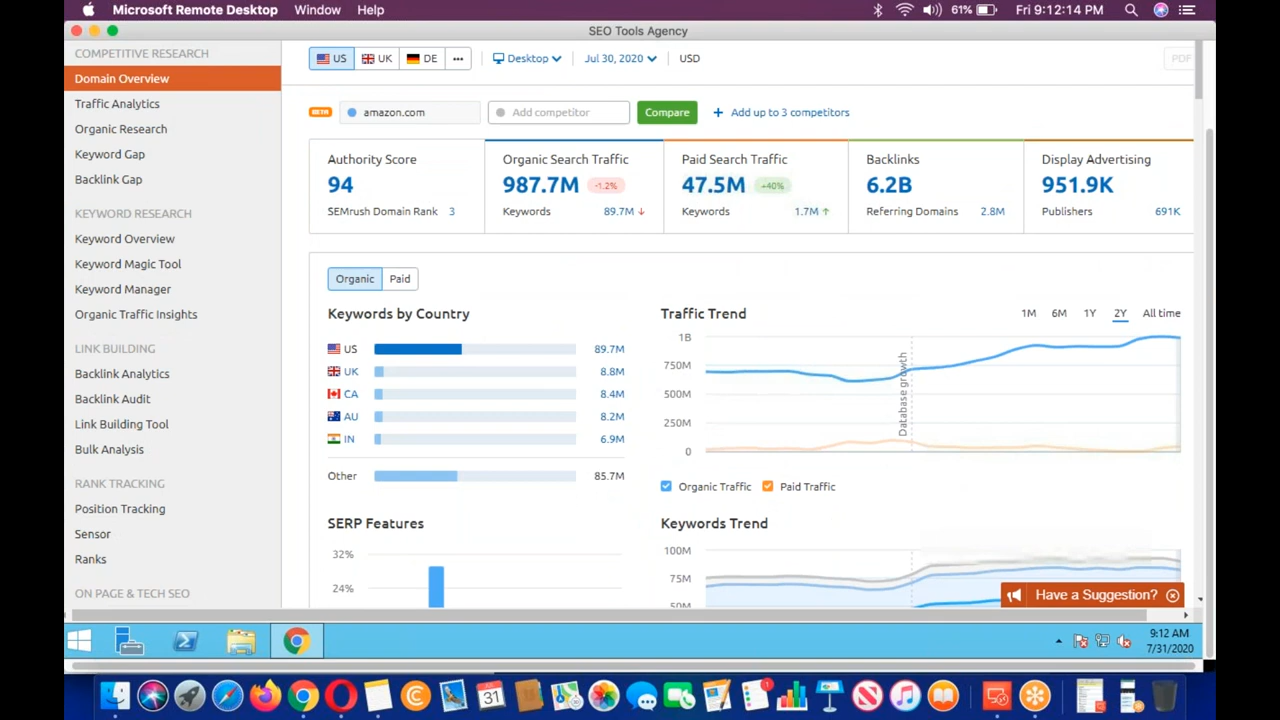 Microsoft Remote Desktop Window Help 61% Fri 9:12:14 PM
SEO Tools Agency
COMPETITIVE RESEARCH
Domain Overview
Traffic Analytics
Organic Research
Keyword Gap
Backlink Gap
KEYWORD RESEARCH
Keyword Overview
Keyword Magic Tool
Keyword Manager
Organic Traffic Insights
LINK BUILDING
Backlink Analytics
Backlink Audit
Link Building Tool
Bulk Analysis
RANK TRACKING
Position Tracking
Sensor
Ranks
ON PAGE & TECH SEO
US UK DE ... Desktop Jul 30, 2020 USD PDF
BETA amazon.com Add competitor Compare + Add up to 3 competitors
Authority Score
94
SEMrush Domain Rank 3
Organic Search Traffic
987.7M -1.2%
Keywords 89.7M ↓
Paid Search Traffic
47.5M +40%
Keywords 1.7M ↑
Backlinks
6.2B
Referring Domains 2.8M
Display Advertising
951.9K
Publishers 691K
Organic Paid
Keywords by Country
US 89.7M
UK 8.8M
CA 8.4M
AU 8.2M
IN 6.9M
Other 85.7M
Traffic Trend 1M 6M 1Y 2Y All time
1B
750M
500M
250M
0
Database growth
Organic Traffic Paid Traffic
SERP Features
32%
24%
Keywords Trend
100M
75M
50M
Have a Suggestion?
9:12 AM
7/31/2020
31
1